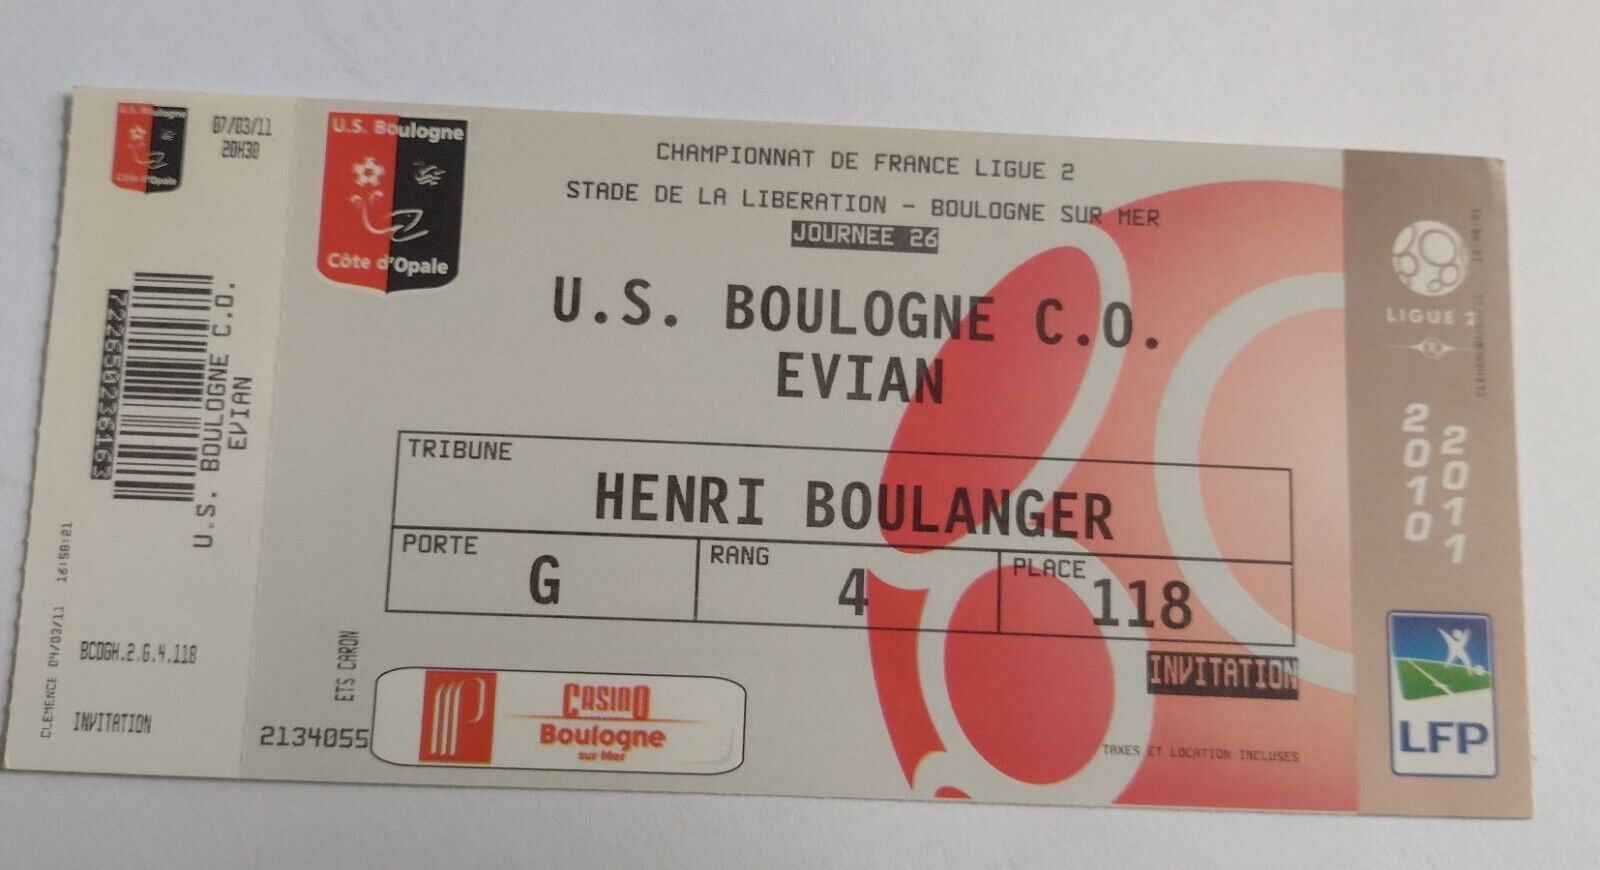 U.S. Boulogne
Côte d'Opale
07/03/11
20H30
722650236163
U.S. BOULOGNE C.O.
EVIAN
CLEMENCE 04/03/11 16:58:21
BCOGH.2.G.4.118
INVITATION
U.S. Boulogne
Côte d'Opale
CHAMPIONNAT DE FRANCE LIGUE 2
STADE DE LA LIBERATION - BOULOGNE SUR MER
JOURNEE 26
U.S. BOULOGNE C.O.
EVIAN
TRIBUNE
HENRI BOULANGER
PORTE
G
RANG
4
PLACE
118
INVITATION
ETS CARON
2134055
CASINO
Boulogne
sur Mer
TAXES ET LOCATION INCLUSES
LIGUE 2
2010
2011
LFP